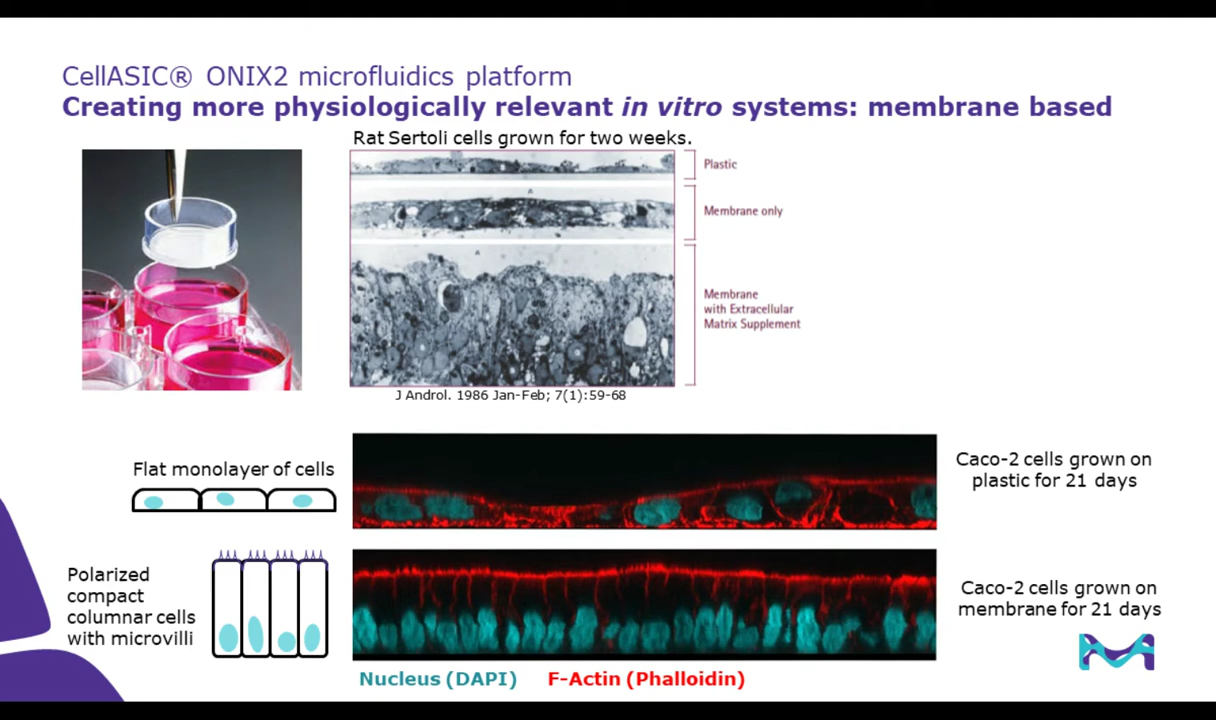 CellASIC® ONIX2 microfluidics platform
Creating more physiologically relevant in vitro systems: membrane based
Rat Sertoli cells grown for two weeks.
Plastic
Membrane only
Membrane
with Extracellular
Matrix Supplement
J Androl. 1986 Jan-Feb; 7(1):59-68
Flat monolayer of cells
Caco-2 cells grown on
plastic for 21 days
Polarized
compact
columnar cells
with microvilli
Caco-2 cells grown on
membrane for 21 days
Nucleus (DAPI) F-Actin (Phalloidin)